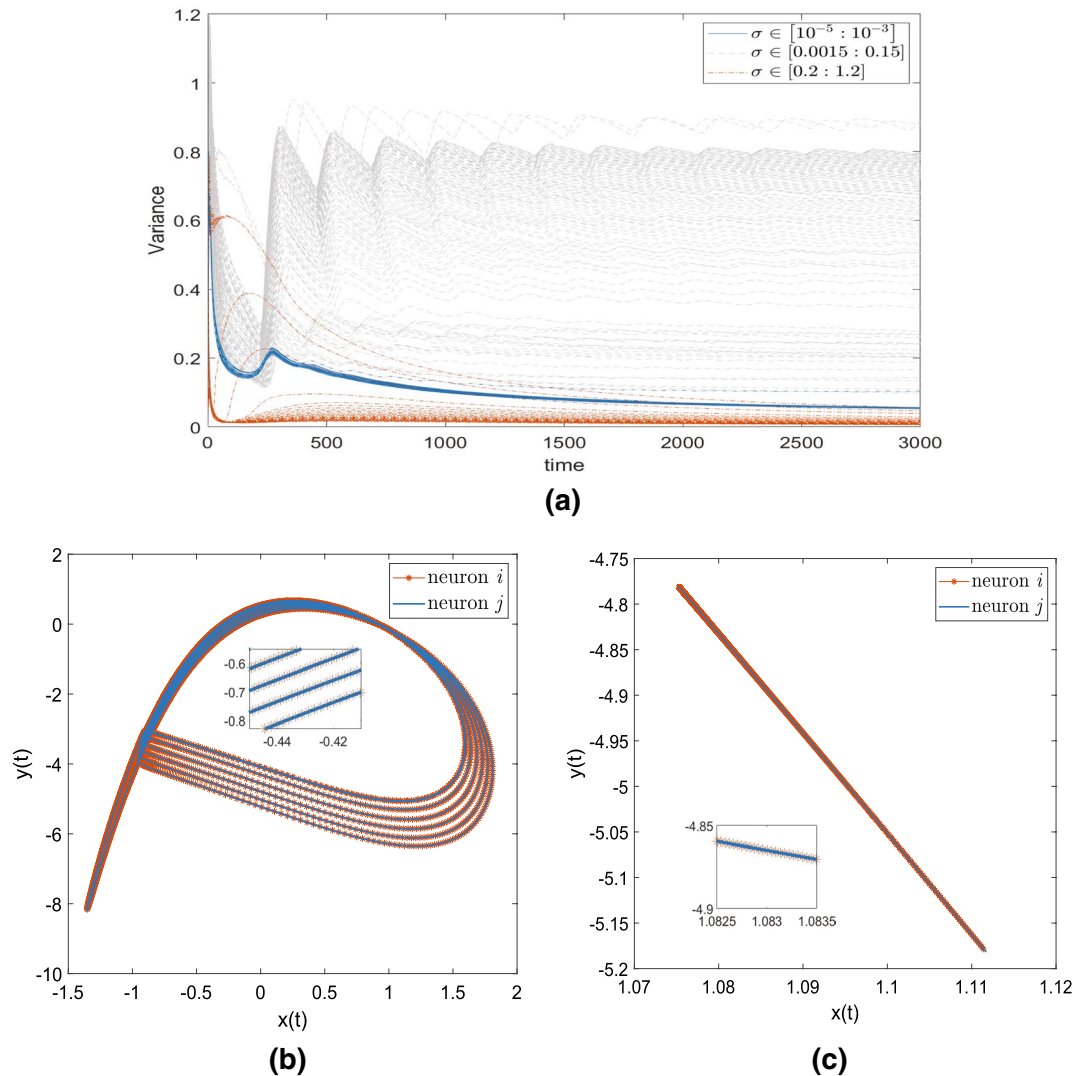 1.2
1
0.8
0.6
0.4
0.2
0
Variance
σ ∈ [10⁻⁵ : 10⁻³]
σ ∈ [0.0015 : 0.15]
σ ∈ [0.2 : 1.2]
0 500 1000 1500 2000 2500 3000
time
(a)
2
0
-2
-4
-6
-8
-10
y(t)
neuron i
neuron j
-0.6
-0.7
-0.8
-0.44 -0.42
-1.5 -1 -0.5 0 0.5 1 1.5 2
x(t)
(b)
-4.75
-4.8
-4.85
-4.9
-4.95
-5
-5.05
-5.1
-5.15
-5.2
y(t)
neuron i
neuron j
-4.85
-4.9
1.0825 1.083 1.0835
1.07 1.08 1.09 1.1 1.11 1.12
x(t)
(c)